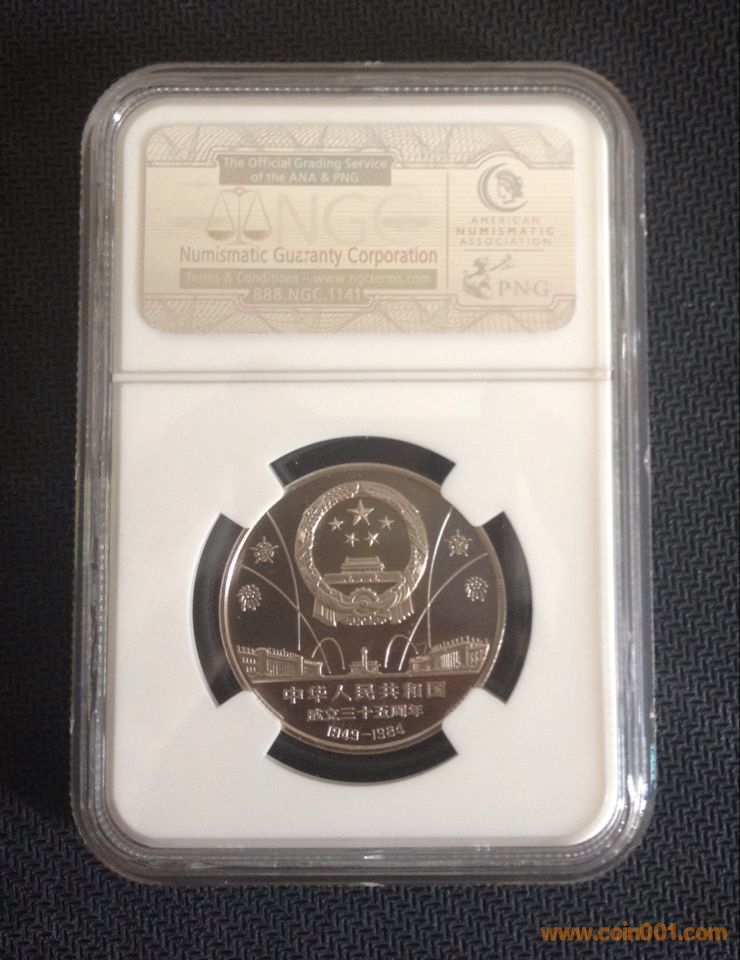 The Official Grading Service
of the ANA & PNG
NGC
Numismatic Guaranty Corporation
Terms & Conditions – www.ngcterms.com
888.NGC.1141
AMERICAN
NUMISMATIC
ASSOCIATION
P·N·G
中华人民共和国
成立三十五周年
1949-1984
www.coin001.com